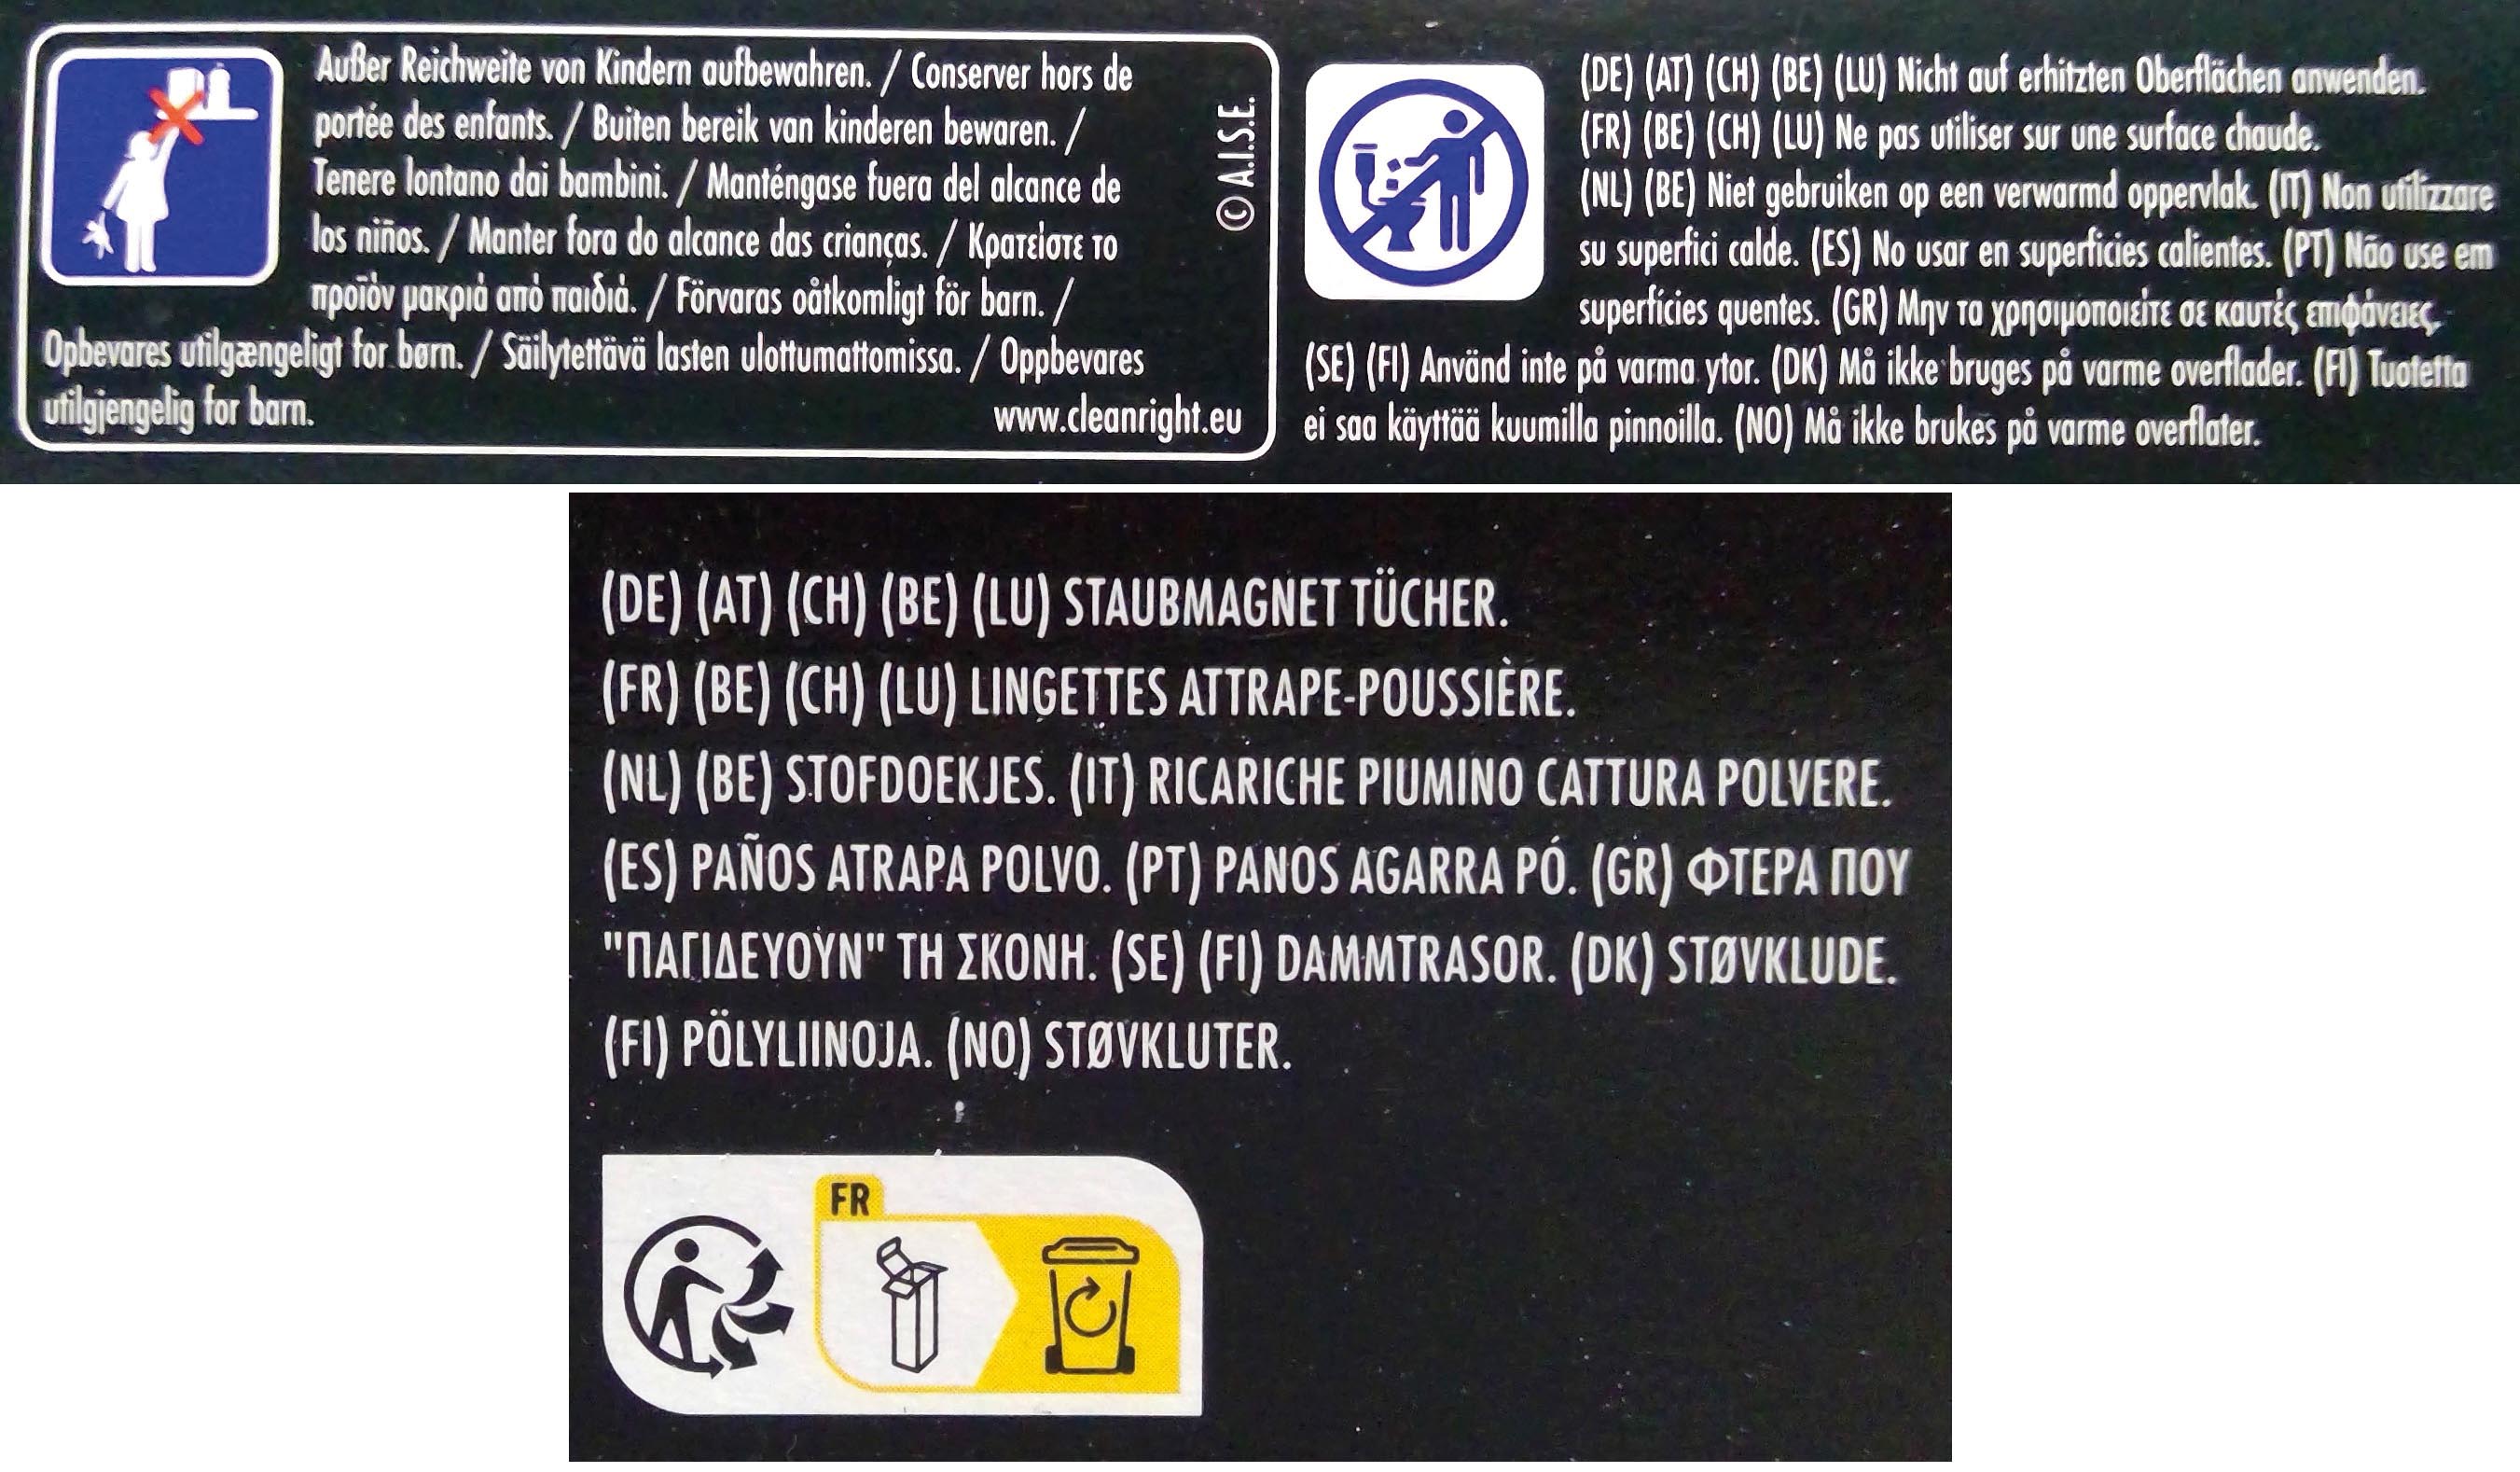 Außer Reichweite von Kindern aufbewahren. / Conserver hors de
portée des enfants. / Buiten bereik van kinderen bewaren. /
Tenere lontano dai bambini. / Manténgase fuera del alcance de
los niños. / Manter fora do alcance das crianças. / Κρατείστε το
προϊόν μακριά από παιδιά. / Förvaras oåtkomligt för barn. /
Opbevares utilgængeligt for børn. / Säilytettävä lasten ulottumattomissa. / Oppbevares
utilgjengelig for barn.
www.cleanright.eu
© A.I.S.E.
(DE) (AT) (CH) (BE) (LU) Nicht auf erhitzten Oberflächen anwenden.
(FR) (BE) (CH) (LU) Ne pas utiliser sur une surface chaude.
(NL) (BE) Niet gebruiken op een verwarmd oppervlak. (IT) Non utilizzare
su superfici calde. (ES) No usar en superficies calientes. (PT) Não use em
superfícies quentes. (GR) Μην τα χρησιμοποιείτε σε καυτές επιφάνειες.
(SE) (FI) Använd inte på varma ytor. (DK) Må ikke bruges på varme overflader. (FI) Tuotetta
ei saa käyttää kuumilla pinnoilla. (NO) Må ikke brukes på varme overflater.
(DE) (AT) (CH) (BE) (LU) STAUBMAGNET TÜCHER.
(FR) (BE) (CH) (LU) LINGETTES ATTRAPE-POUSSIÈRE.
(NL) (BE) STOFDOEKJES. (IT) RICARICHE PIUMINO CATTURA POLVERE.
(ES) PAÑOS ATRAPA POLVO. (PT) PANOS AGARRA PÓ. (GR) ΦΤΕΡΑ ΠΟΥ
"ΠΑΓΙΔΕΥΟΥΝ" ΤΗ ΣΚΟΝΗ. (SE) (FI) DAMMTRASOR. (DK) STØVKLUDE.
(FI) PÖLYLIINOJA. (NO) STØVKLUTER.
FR